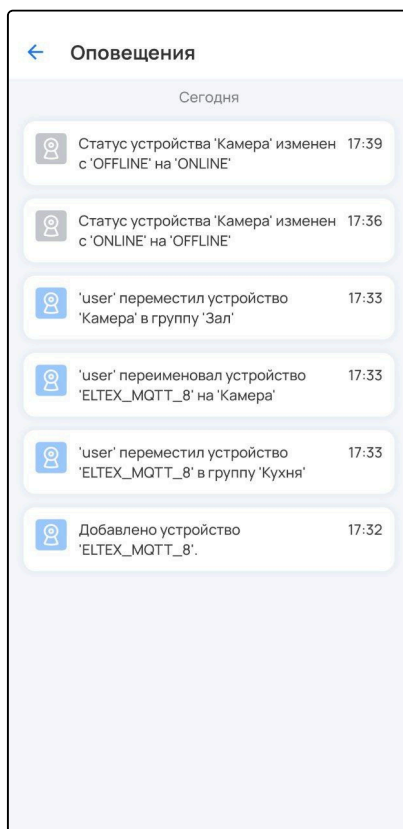 Оповещения
Сегодня
Статус устройства 'Камера' изменен 17:39
с 'OFFLINE' на 'ONLINE'
Статус устройства 'Камера' изменен 17:36
с 'ONLINE' на 'OFFLINE'
'user' переместил устройство 17:33
'Камера' в группу 'Зал'
'user' переименовал устройство 17:33
'ELTEX_MQTT_8' на 'Камера'
'user' переместил устройство 17:33
'ELTEX_MQTT_8' в группу 'Кухня'
Добавлено устройство 17:32
'ELTEX_MQTT_8'.